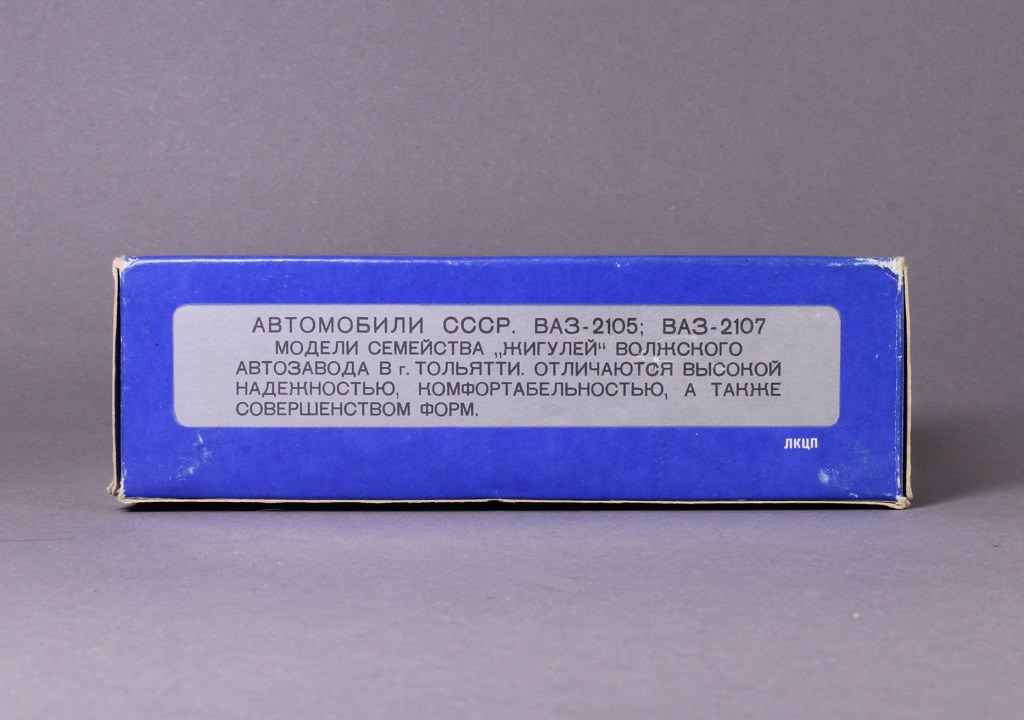 АВТОМОБИЛИ СССР. ВАЗ-2105; ВАЗ-2107
МОДЕЛИ СЕМЕЙСТВА „ЖИГУЛЕЙ“ ВОЛЖСКОГО
АВТОЗАВОДА В г. ТОЛЬЯТТИ. ОТЛИЧАЮТСЯ ВЫСОКОЙ
НАДЕЖНОСТЬЮ, КОМФОРТАБЕЛЬНОСТЬЮ, А ТАКЖЕ
СОВЕРШЕНСТВОМ ФОРМ.
ЛКЦП